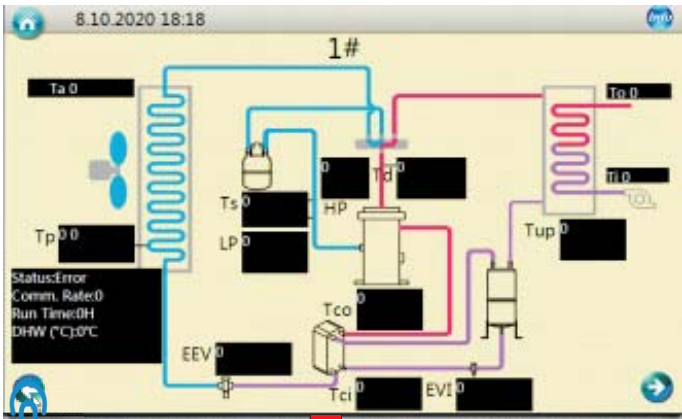 8.10.2020 18:18
Info
1#
Ta 0
To 0
0
Td 0
Ti 0
Ts 0
HP
Tp 0 0
LP 0
Tup 0
Status:Error
Comm. Rate:0
Run Time:0H
DHW (°C):0°C
0
Tco
EEV 0
Tci 0
EVI 0